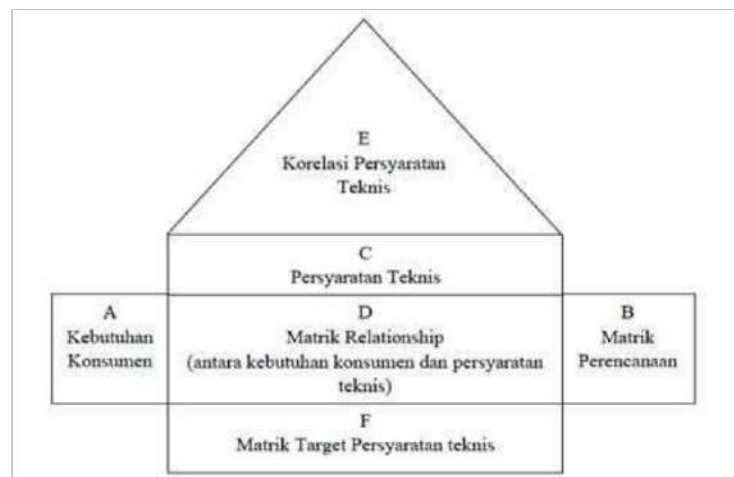 E
Korelasi Persyaratan
Teknis
C
Persyaratan Teknis
A
Kebutuhan
Konsumen
D
Matrik Relationship
(antara kebutuhan konsumen dan persyaratan
teknis)
B
Matrik
Perencanaan
F
Matrik Target Persyaratan teknis